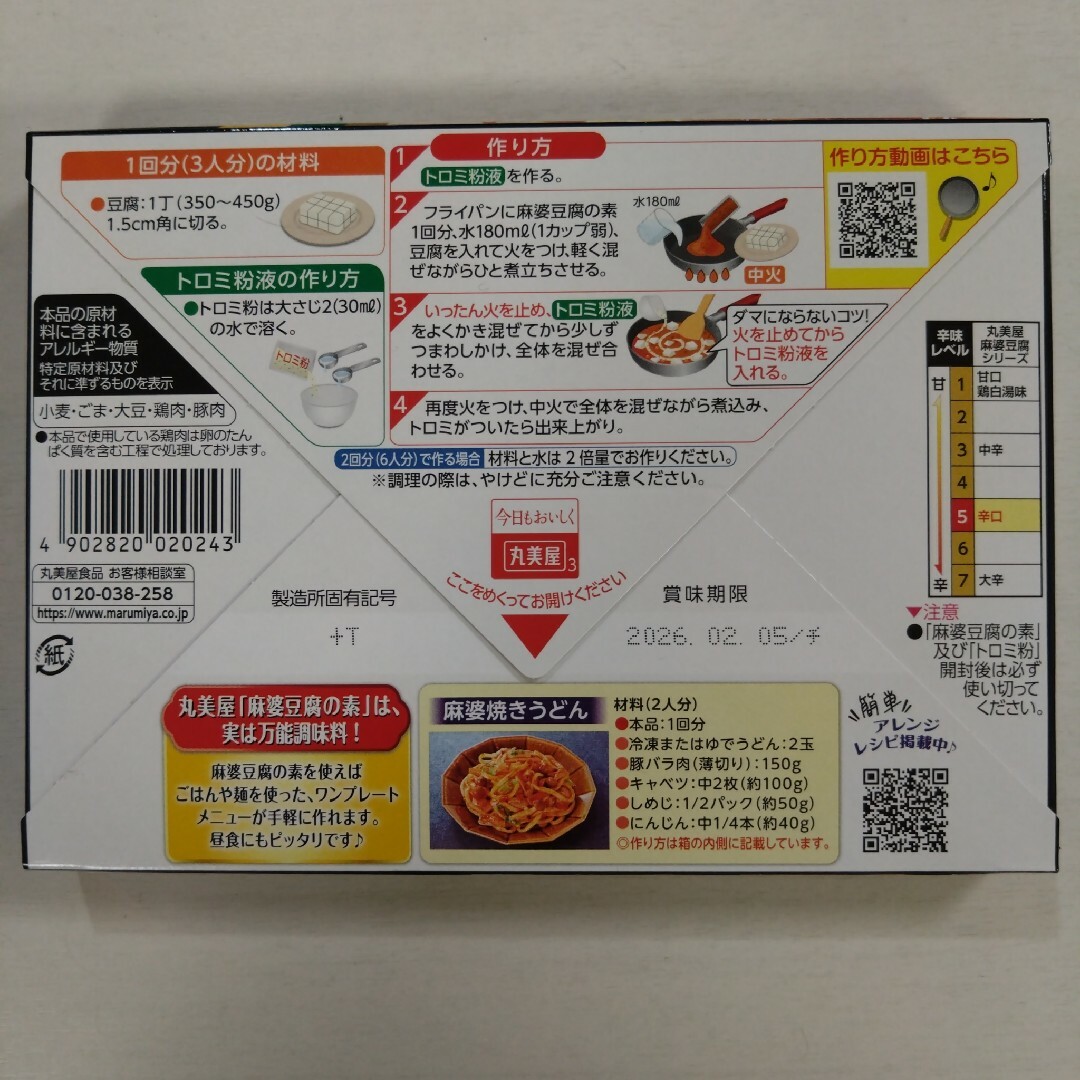 1回分(3人分)の材料
●豆腐:1丁(350～450g)
1.5cm角に切る。
トロミ粉液の作り方
●トロミ粉は大さじ2(30mℓ)
の水で溶く。
トロミ粉
作り方
1
トロミ粉液を作る。
2
フライパンに麻婆豆腐の素
1回分、水180mℓ(1カップ弱)、
豆腐を入れて火をつけ、軽く混
ぜながらひと煮立ちさせる。
水180mℓ
中火
3
いったん火を止め、トロミ粉液
をよくかき混ぜてから少しず
つまわしかけ、全体を混ぜ合
わせる。
ダマにならないコツ!
火を止めてから
トロミ粉液を
入れる。
4
再度火をつけ、中火で全体を混ぜながら煮込み、
トロミがついたら出来上がり。
2回分(6人分)で作る場合 材料と水は2倍量でお作りください。
※調理の際は、やけどに充分ご注意ください。
作り方動画はこちら
本品の原材
料に含まれる
アレルギー物質
特定原材料及び
それに準ずるものを表示
小麦・ごま・大豆・鶏肉・豚肉
●本品で使用している鶏肉は卵のたん
ぱく質を含む工程で処理しております。
4 902820 020243
丸美屋食品 お客様相談室
0120-038-258
https://www.marumiya.co.jp
紙
今日もおいしく
丸美屋
3
ここをめくってお開けください
製造所固有記号
+T
賞味期限
2026. 02. 05/チ
辛味
レベル
丸美屋
麻婆豆腐
シリーズ
甘
1 甘口
鶏白湯味
2
3 中辛
4
5 辛口
6
7 大辛
辛
▼注意
●「麻婆豆腐の素」
及び「トロミ粉」
開封後は必ず
使い切って
ください。
丸美屋「麻婆豆腐の素」は、
実は万能調味料!
麻婆豆腐の素を使えば
ごはんや麺を使った、ワンプレート
メニューが手軽に作れます。
昼食にもピッタリです♪
麻婆焼きうどん
材料(2人分)
●本品:1回分
●冷凍またはゆでうどん:2玉
●豚バラ肉(薄切り):150g
●キャベツ:中2枚(約100g)
●しめじ:1/2パック(約50g)
●にんじん:中1/4本(約40g)
◎作り方は箱の内側に記載しています。
簡単
アレンジ
レシピ掲載中♪